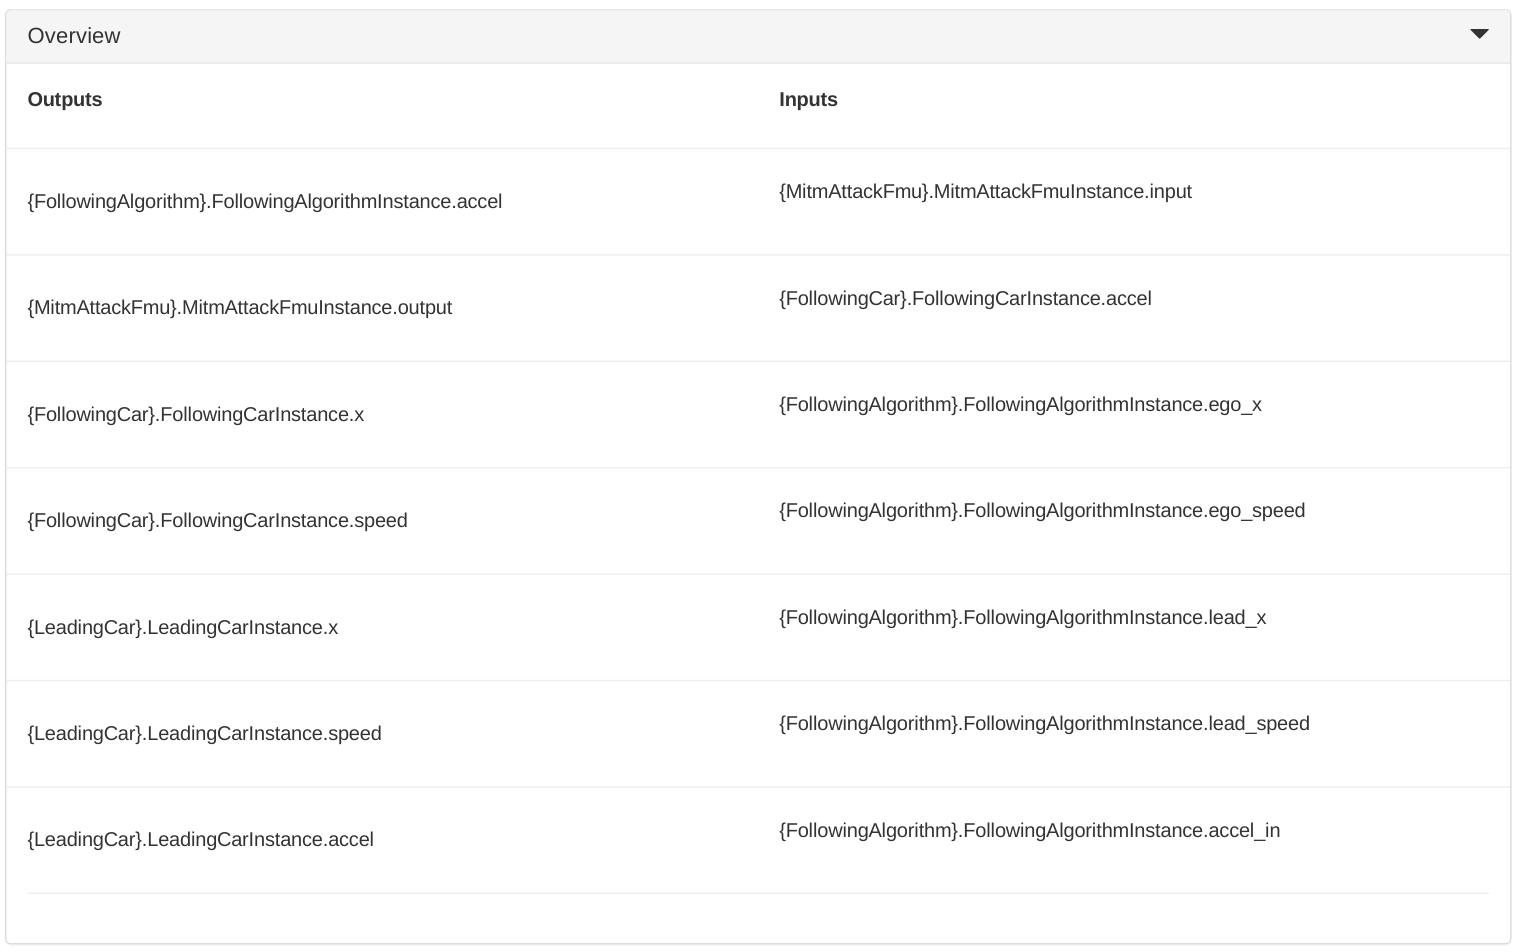 Overview
Outputs Inputs
{FollowingAlgorithm}.FollowingAlgorithmInstance.accel {MitmAttackFmu}.MitmAttackFmuInstance.input
{MitmAttackFmu}.MitmAttackFmuInstance.output {FollowingCar}.FollowingCarInstance.accel
{FollowingCar}.FollowingCarInstance.x {FollowingAlgorithm}.FollowingAlgorithmInstance.ego_x
{FollowingCar}.FollowingCarInstance.speed {FollowingAlgorithm}.FollowingAlgorithmInstance.ego_speed
{LeadingCar}.LeadingCarInstance.x {FollowingAlgorithm}.FollowingAlgorithmInstance.lead_x
{LeadingCar}.LeadingCarInstance.speed {FollowingAlgorithm}.FollowingAlgorithmInstance.lead_speed
{LeadingCar}.LeadingCarInstance.accel {FollowingAlgorithm}.FollowingAlgorithmInstance.accel_in